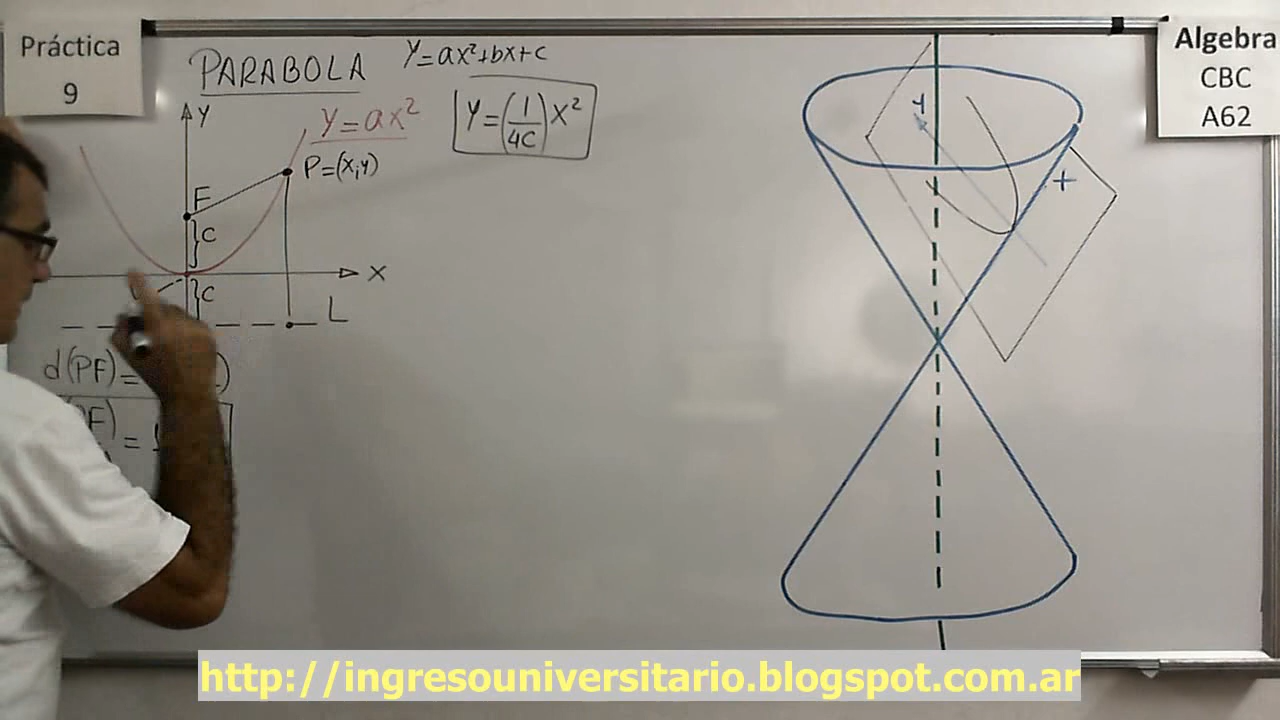 Práctica
9
PARABOLA
Y=ax²+bx+c
Algebra
CBC
A62
Y
Y=ax²
Y=(1/4C)X²
P=(x;y)
F
C
X
C
L
d(PF)=
=
+
http://ingresouniversitario.blogspot.com.ar